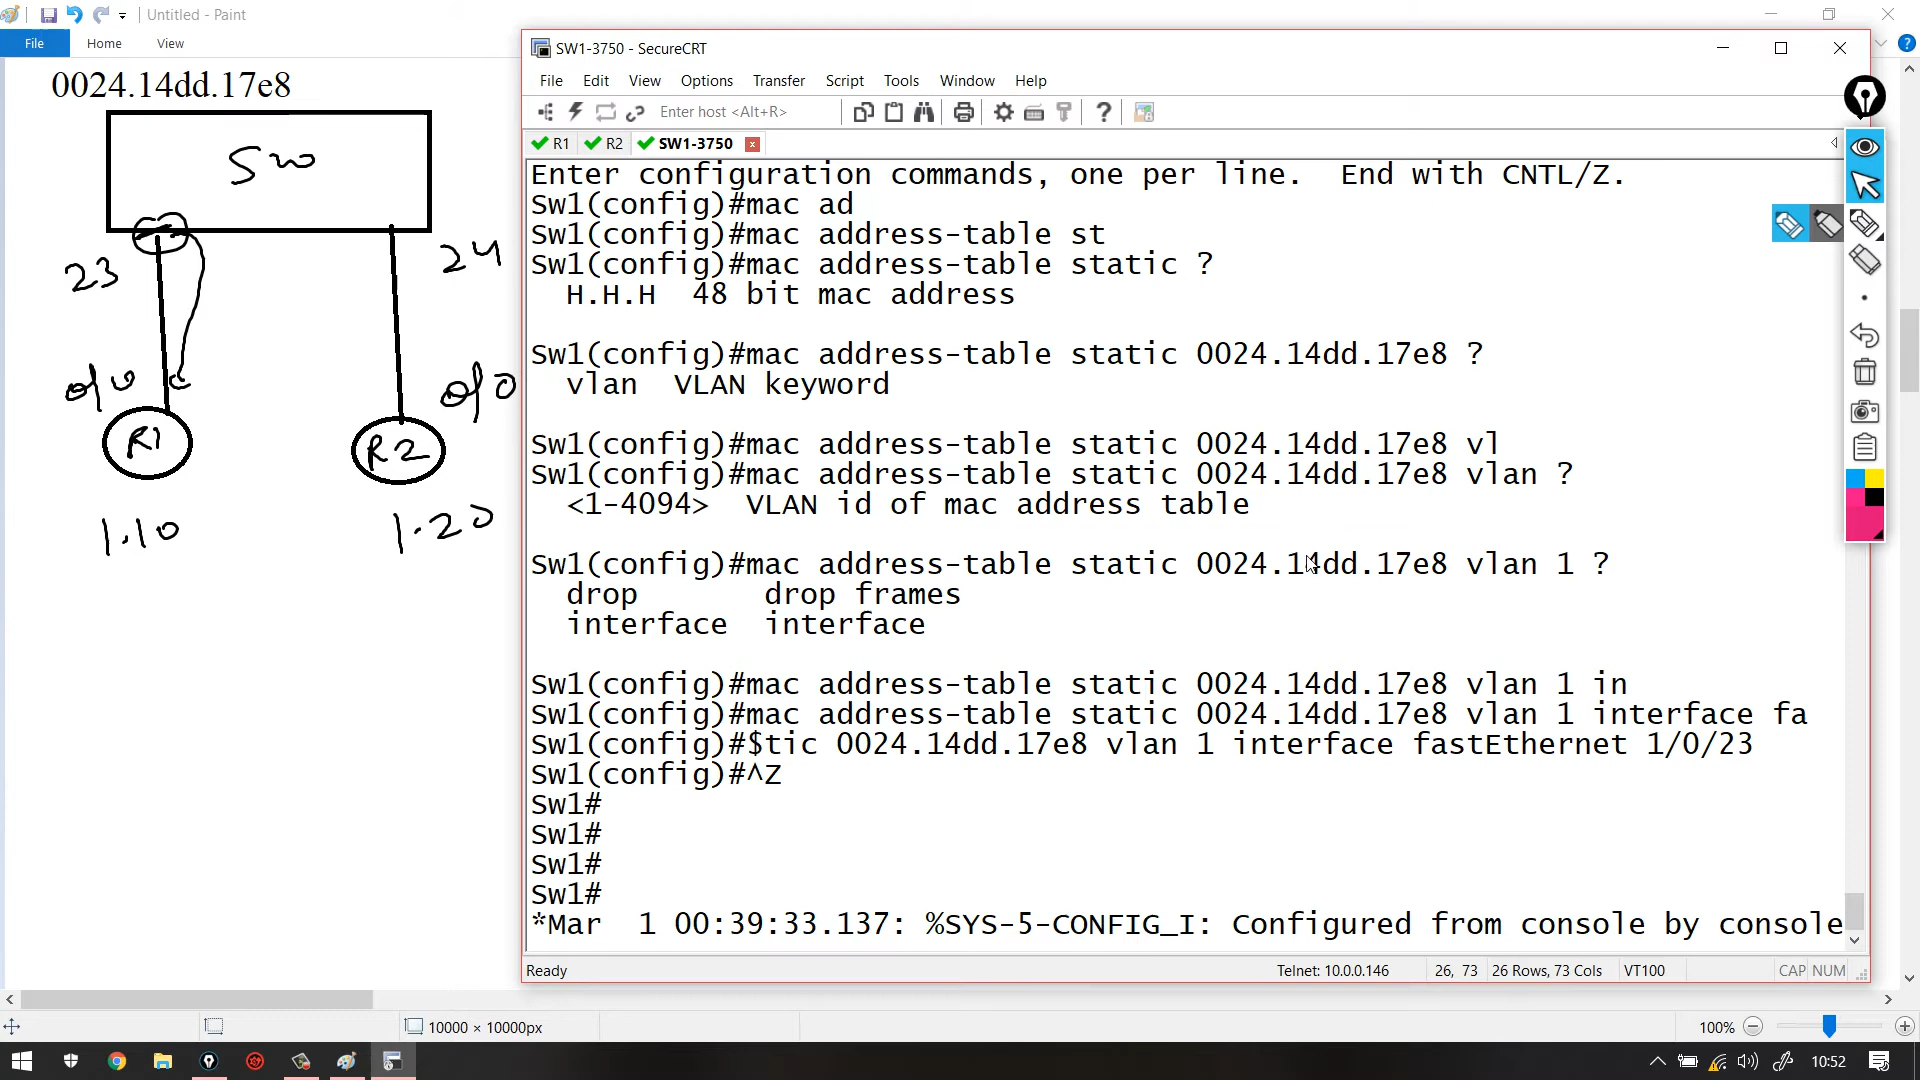 Untitled - Paint
File Home View
0024.14dd.17e8
Sw
23
24
0/0
0/0
R1
R2
1.10
1.20
SW1-3750 - SecureCRT
File Edit View Options Transfer Script Tools Window Help
Enter host <Alt+R>
R1 R2 SW1-3750
Enter configuration commands, one per line.  End with CNTL/Z.
Sw1(config)#mac ad
Sw1(config)#mac address-table st
Sw1(config)#mac address-table static ?
  H.H.H  48 bit mac address
Sw1(config)#mac address-table static 0024.14dd.17e8 ?
  vlan  VLAN keyword
Sw1(config)#mac address-table static 0024.14dd.17e8 vl
Sw1(config)#mac address-table static 0024.14dd.17e8 vlan ?
  <1-4094>  VLAN id of mac address table
Sw1(config)#mac address-table static 0024.14dd.17e8 vlan 1 ?
  drop       drop frames
  interface  interface
Sw1(config)#mac address-table static 0024.14dd.17e8 vlan 1 in
Sw1(config)#mac address-table static 0024.14dd.17e8 vlan 1 interface fa
Sw1(config)#$tic 0024.14dd.17e8 vlan 1 interface fastEthernet 1/0/23
Sw1(config)#^Z
Sw1#
Sw1#
Sw1#
Sw1#
*Mar  1 00:39:33.137: %SYS-5-CONFIG_I: Configured from console by console
Ready Telnet: 10.0.0.146 26, 73 26 Rows, 73 Cols VT100 CAP NUM
10000 × 10000px 100%
10:52